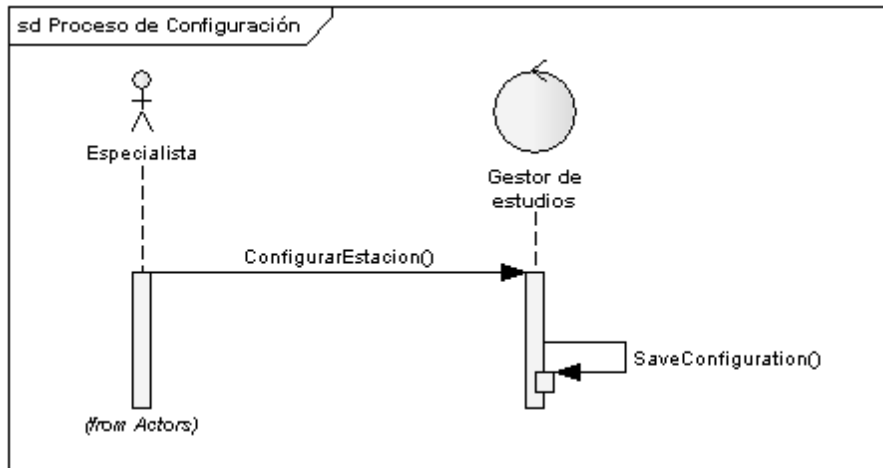 sd Proceso de Configuración
Especialista
Gestor de
estudios
ConfigurarEstacion()
SaveConfiguration()
(from Actors)